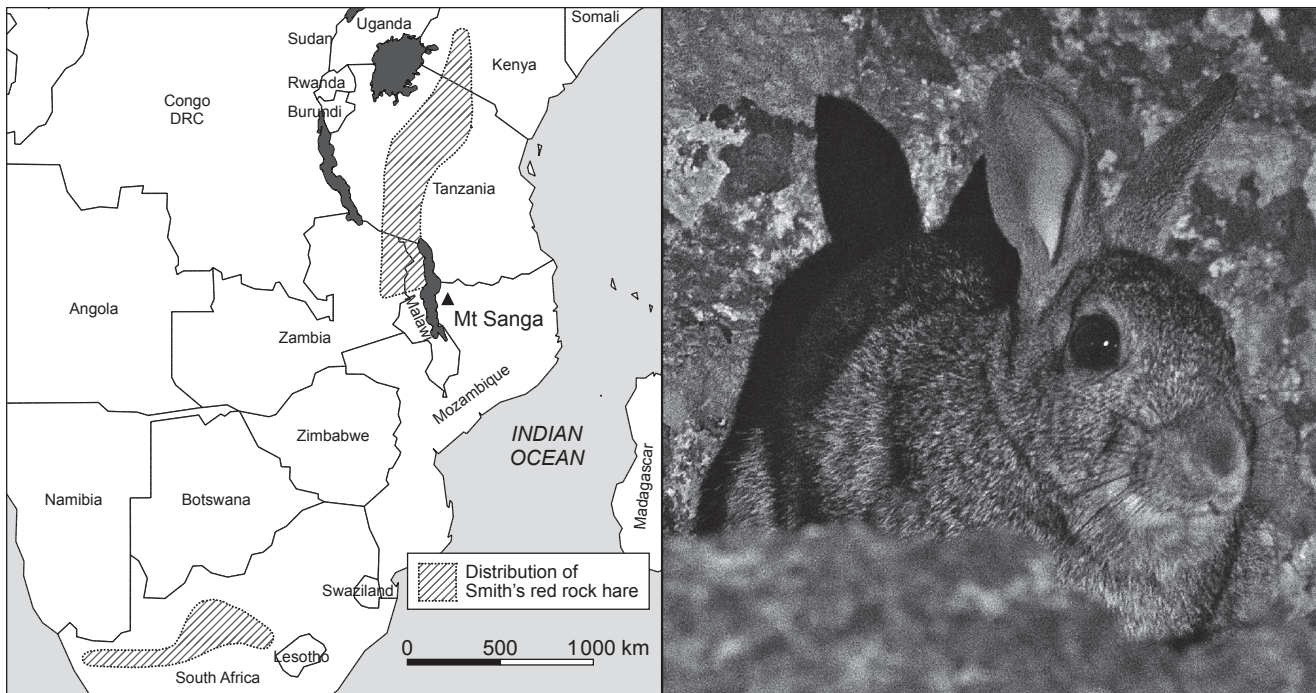 Somali
Uganda
Sudan
Kenya
Rwanda
Congo
DRC
Burundi
Tanzania
Angola
Malaw
Mt Sanga
Zambia
Mozambique
Zimbabwe
INDIAN
OCEAN
Madagascar
Namibia
Botswana
Distribution of
Smith's red rock hare
Swaziland
0 500 1000 km
Lesotho
South Africa